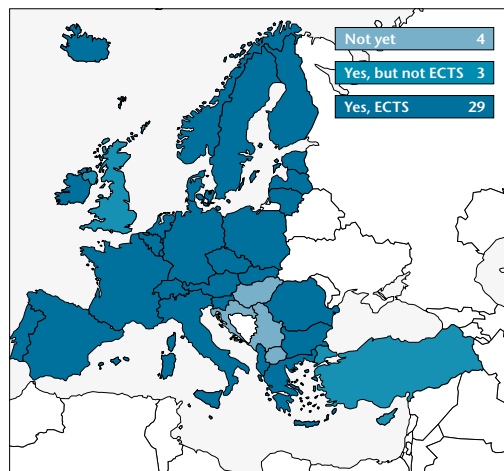 Not yet 4
Yes, but not ECTS 3
Yes, ECTS 29